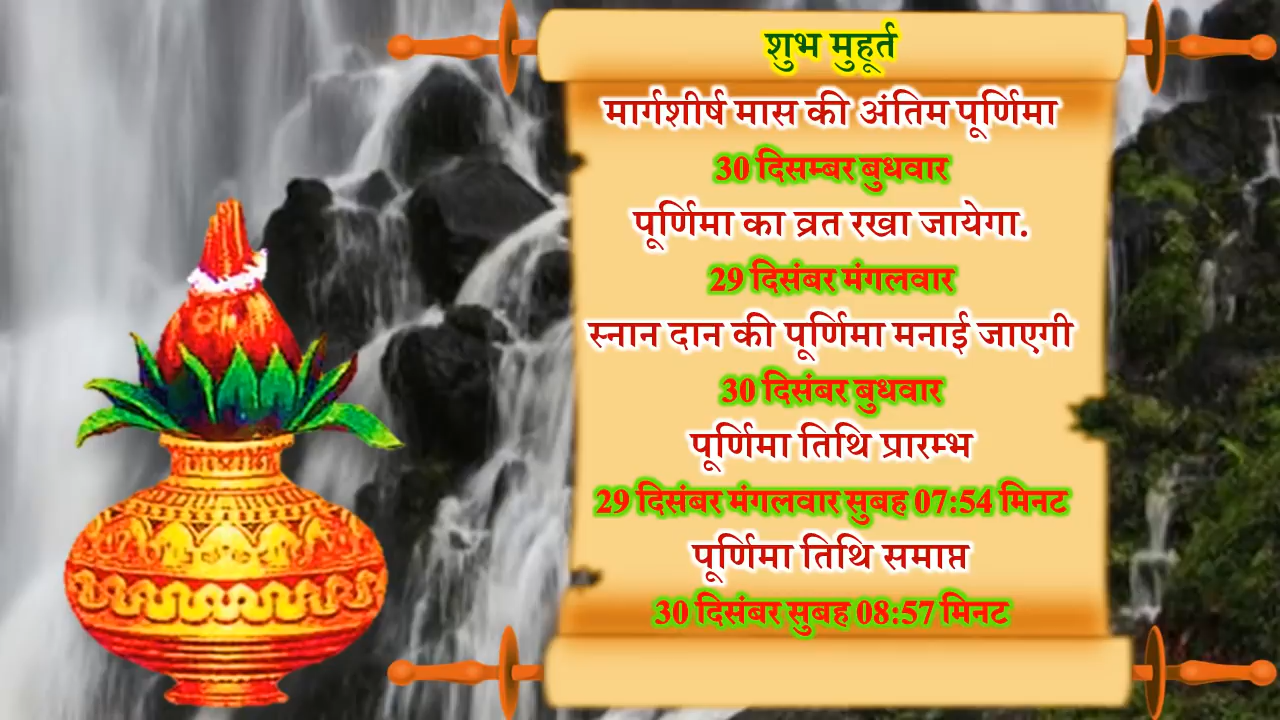 शुभ मुहूर्त
मार्गशीर्ष मास की अंतिम पूर्णिमा
30 दिसम्बर बुधवार
पूर्णिमा का व्रत रखा जायेगा.
29 दिसंबर मंगलवार
स्नान दान की पूर्णिमा मनाई जाएगी
30 दिसंबर बुधवार
पूर्णिमा तिथि प्रारम्भ
29 दिसंबर मंगलवार सुबह 07:54 मिनट
पूर्णिमा तिथि समाप्त
30 दिसंबर सुबह 08:57 मिनट